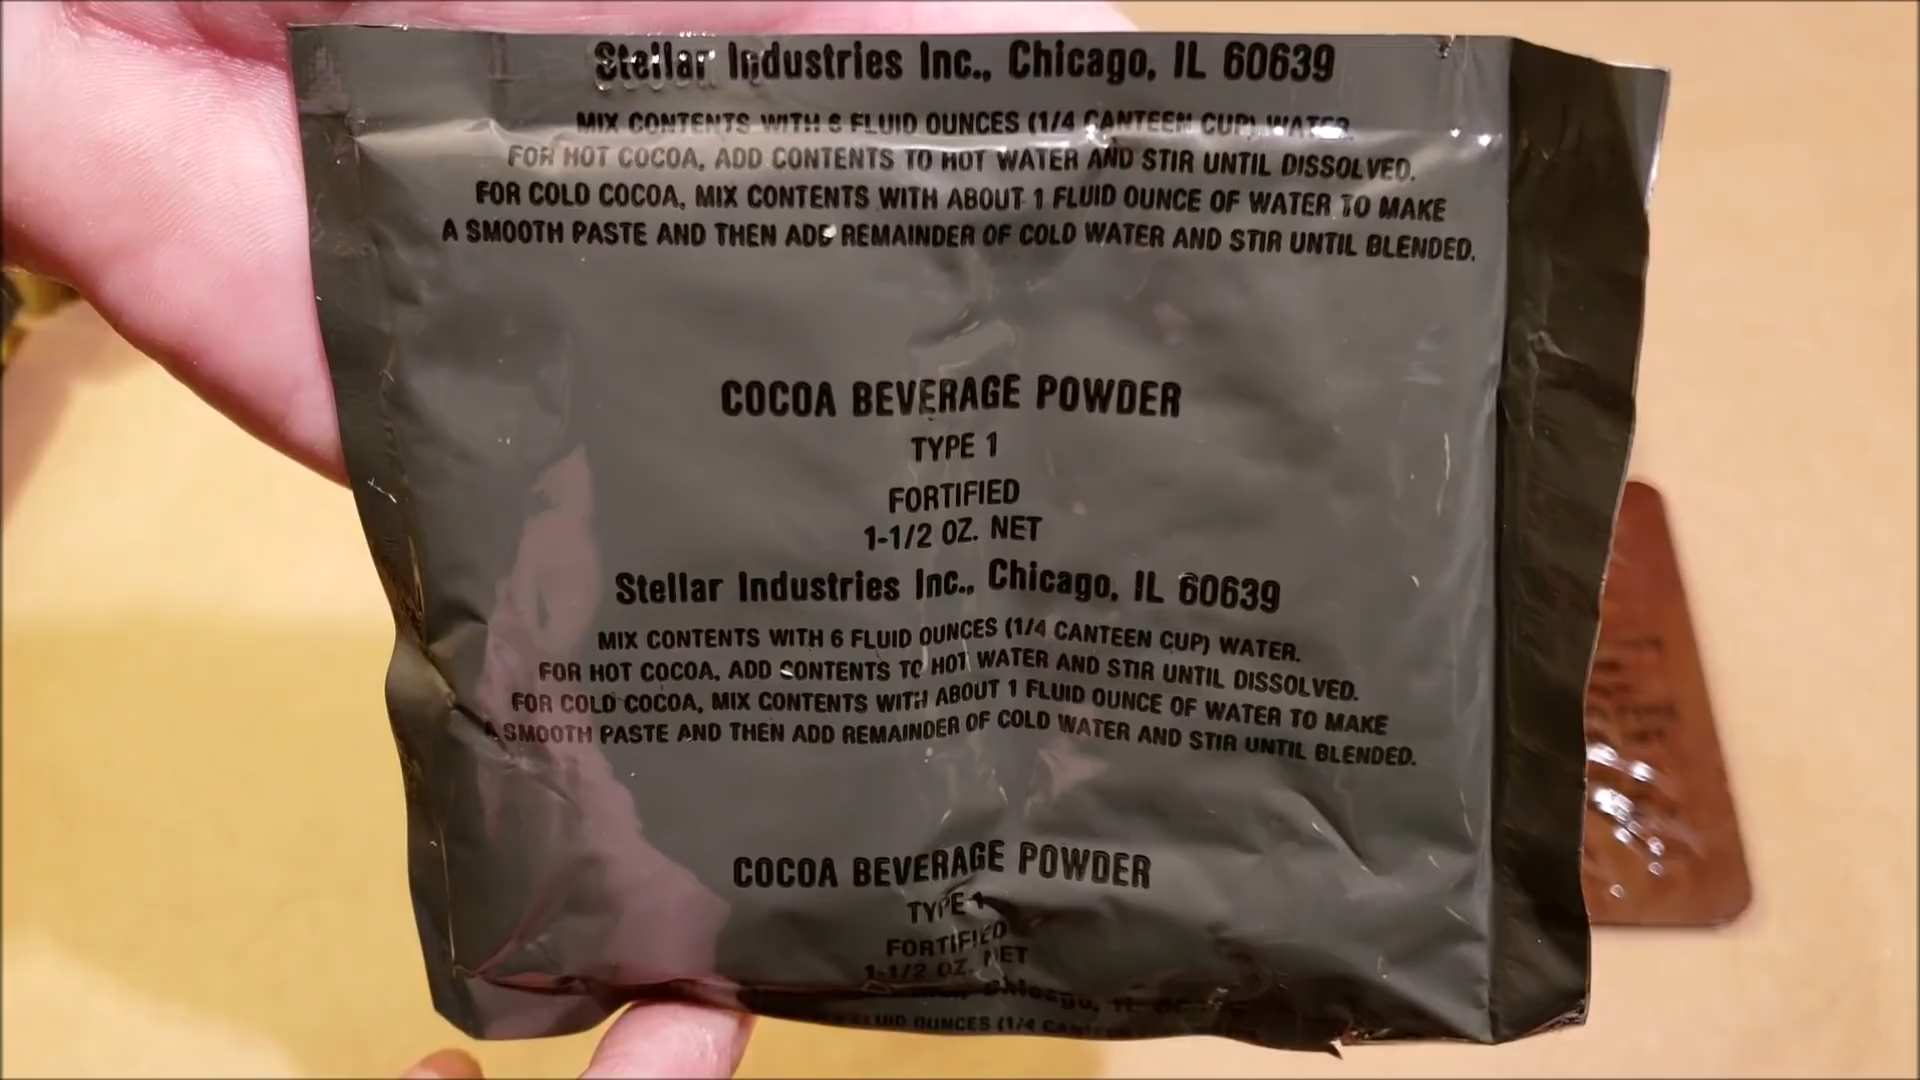 Stellar Industries Inc., Chicago, IL 60639
MIX CONTENTS WITH 6 FLUID OUNCES (1/4 CANTEEN CUP) WATER.
FOR HOT COCOA, ADD CONTENTS TO HOT WATER AND STIR UNTIL DISSOLVED.
FOR COLD COCOA, MIX CONTENTS WITH ABOUT 1 FLUID OUNCE OF WATER TO MAKE
A SMOOTH PASTE AND THEN ADD REMAINDER OF COLD WATER AND STIR UNTIL BLENDED.
COCOA BEVERAGE POWDER
TYPE 1
FORTIFIED
1-1/2 OZ. NET
Stellar Industries Inc., Chicago, IL 60639
MIX CONTENTS WITH 6 FLUID OUNCES (1/4 CANTEEN CUP) WATER.
FOR HOT COCOA, ADD CONTENTS TO HOT WATER AND STIR UNTIL DISSOLVED.
FOR COLD COCOA, MIX CONTENTS WITH ABOUT 1 FLUID OUNCE OF WATER TO MAKE
A SMOOTH PASTE AND THEN ADD REMAINDER OF COLD WATER AND STIR UNTIL BLENDED.
COCOA BEVERAGE POWDER
TYPE 1
FORTIFIED
1-1/2 OZ. NET
Chicago, IL
FLUID OUNCES (1/4